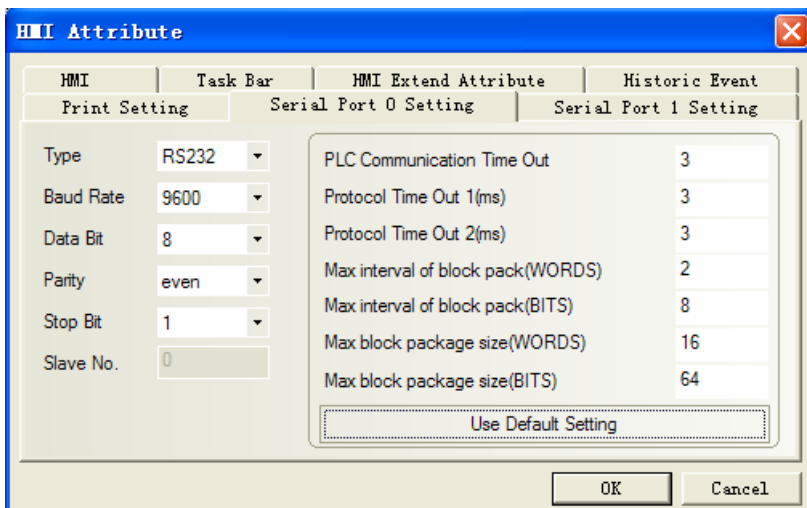 HMI Attribute
HMI Task Bar HMI Extend Attribute Historic Event
Print Setting Serial Port 0 Setting Serial Port 1 Setting
Type RS232
Baud Rate 9600
Data Bit 8
Parity even
Stop Bit 1
Slave No. 0
PLC Communication Time Out 3
Protocol Time Out 1(ms) 3
Protocol Time Out 2(ms) 3
Max interval of block pack(WORDS) 2
Max interval of block pack(BITS) 8
Max block package size(WORDS) 16
Max block package size(BITS) 64
Use Default Setting
OK Cancel